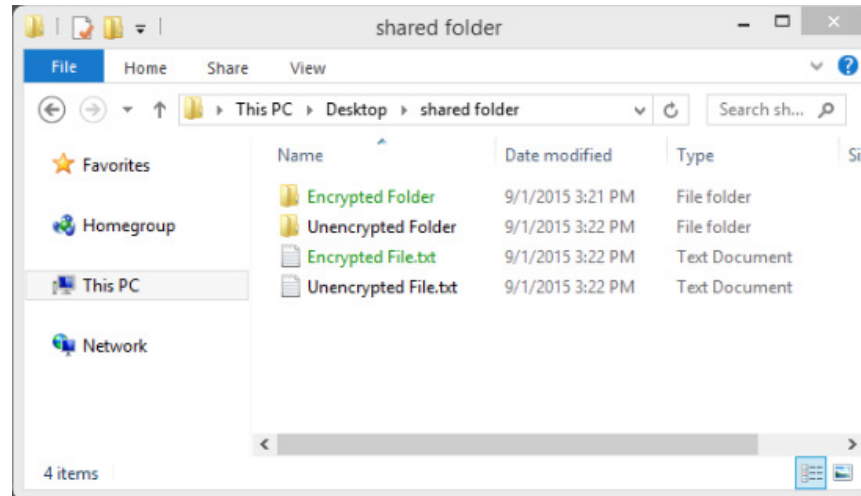 shared folder
File Home Share View
This PC Desktop shared folder Search sh...
Name Date modified Type Si
Favorites
Homegroup
This PC
Network
Encrypted Folder 9/1/2015 3:21 PM File folder
Unencrypted Folder 9/1/2015 3:22 PM File folder
Encrypted File.txt 9/1/2015 3:22 PM Text Document
Unencrypted File.txt 9/1/2015 3:22 PM Text Document
4 items